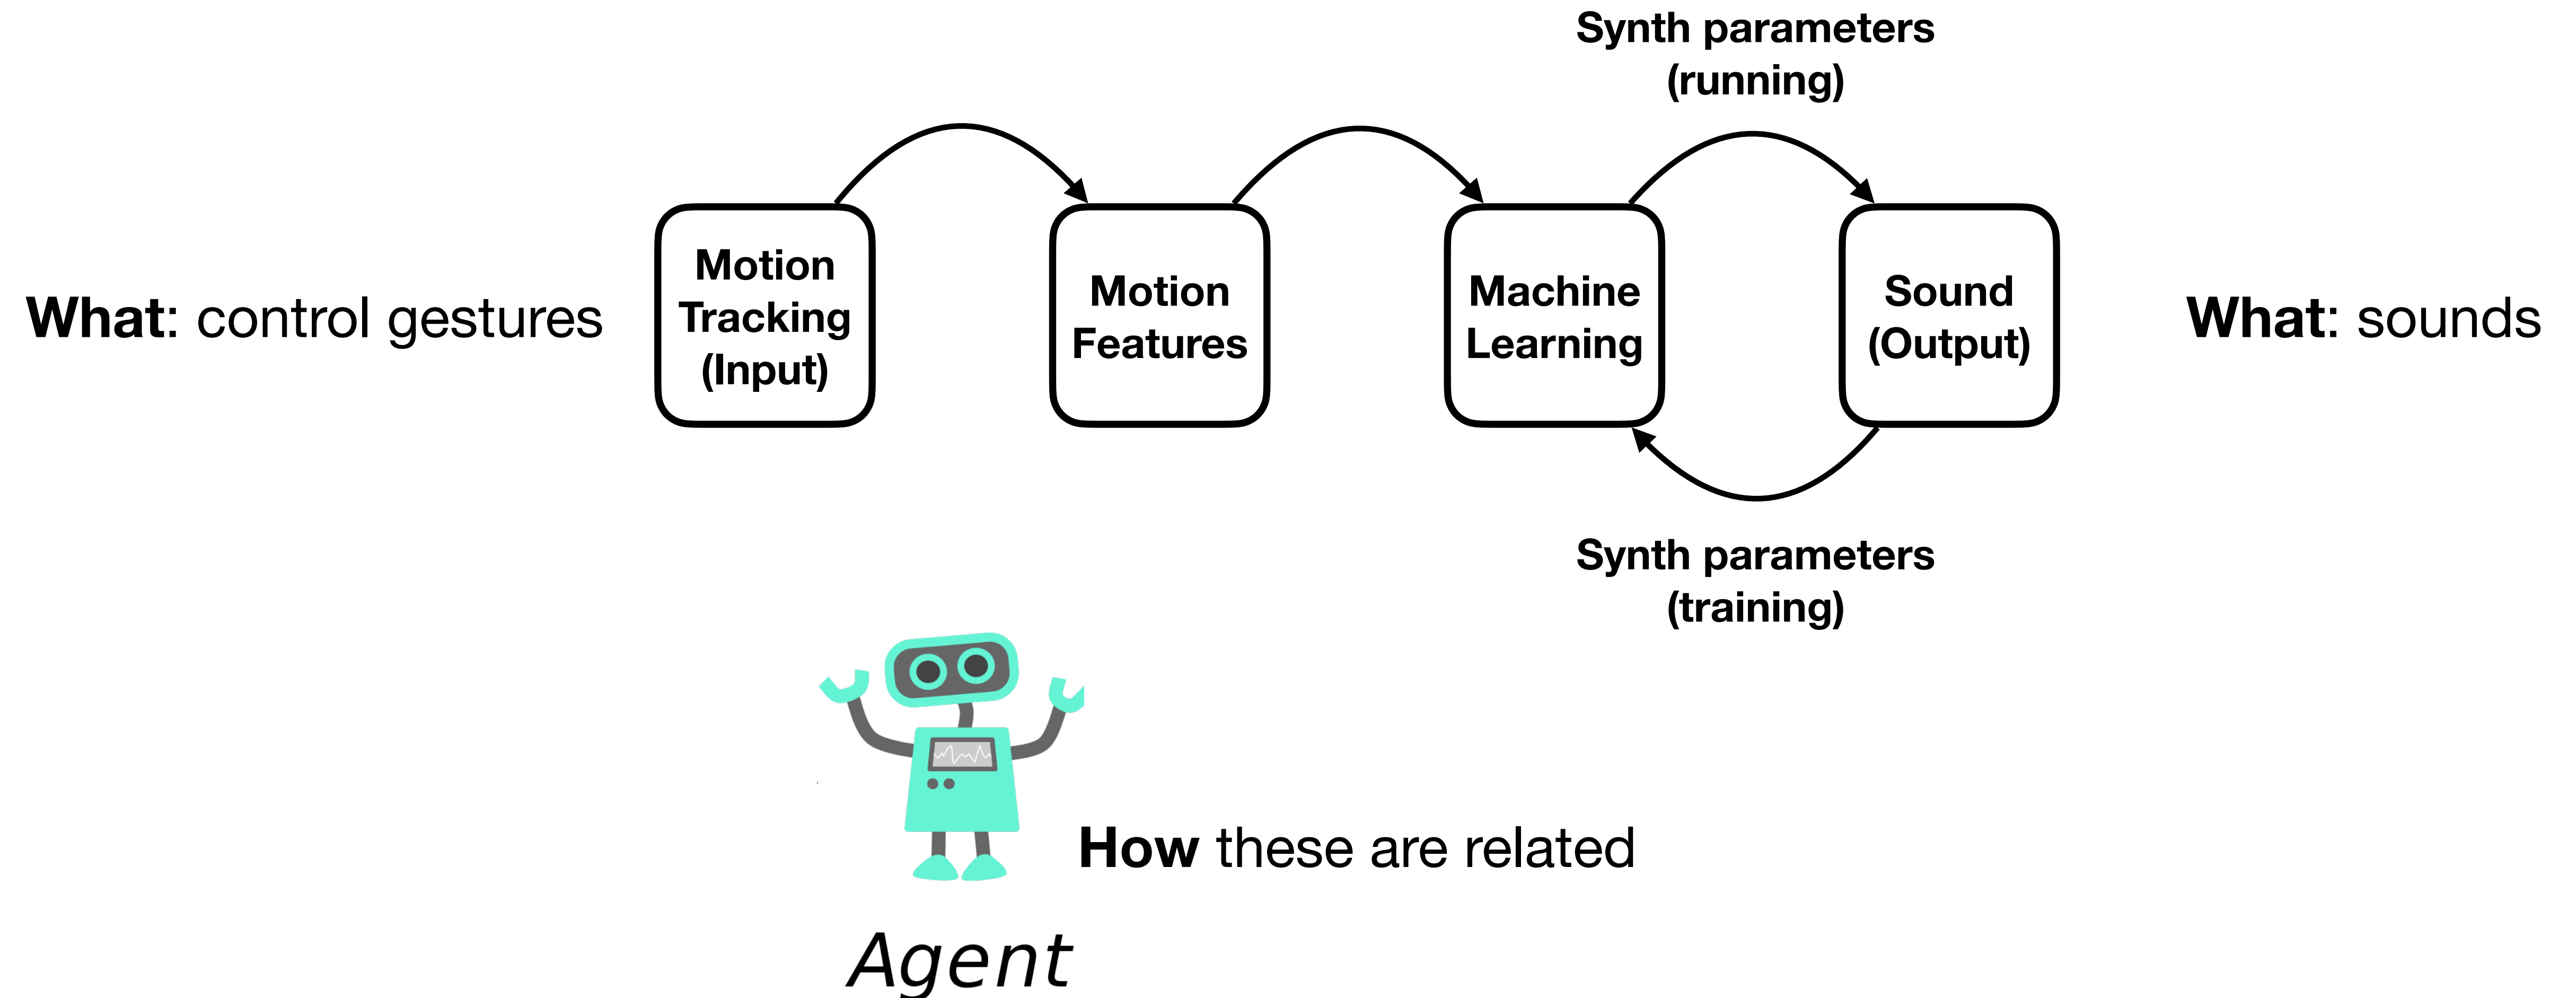 Synth parameters
(running)
What: control gestures
Motion
Tracking
(Input)
Motion
Features
Machine
Learning
Sound
(Output)
What: sounds
Synth parameters
(training)
How these are related
Agent